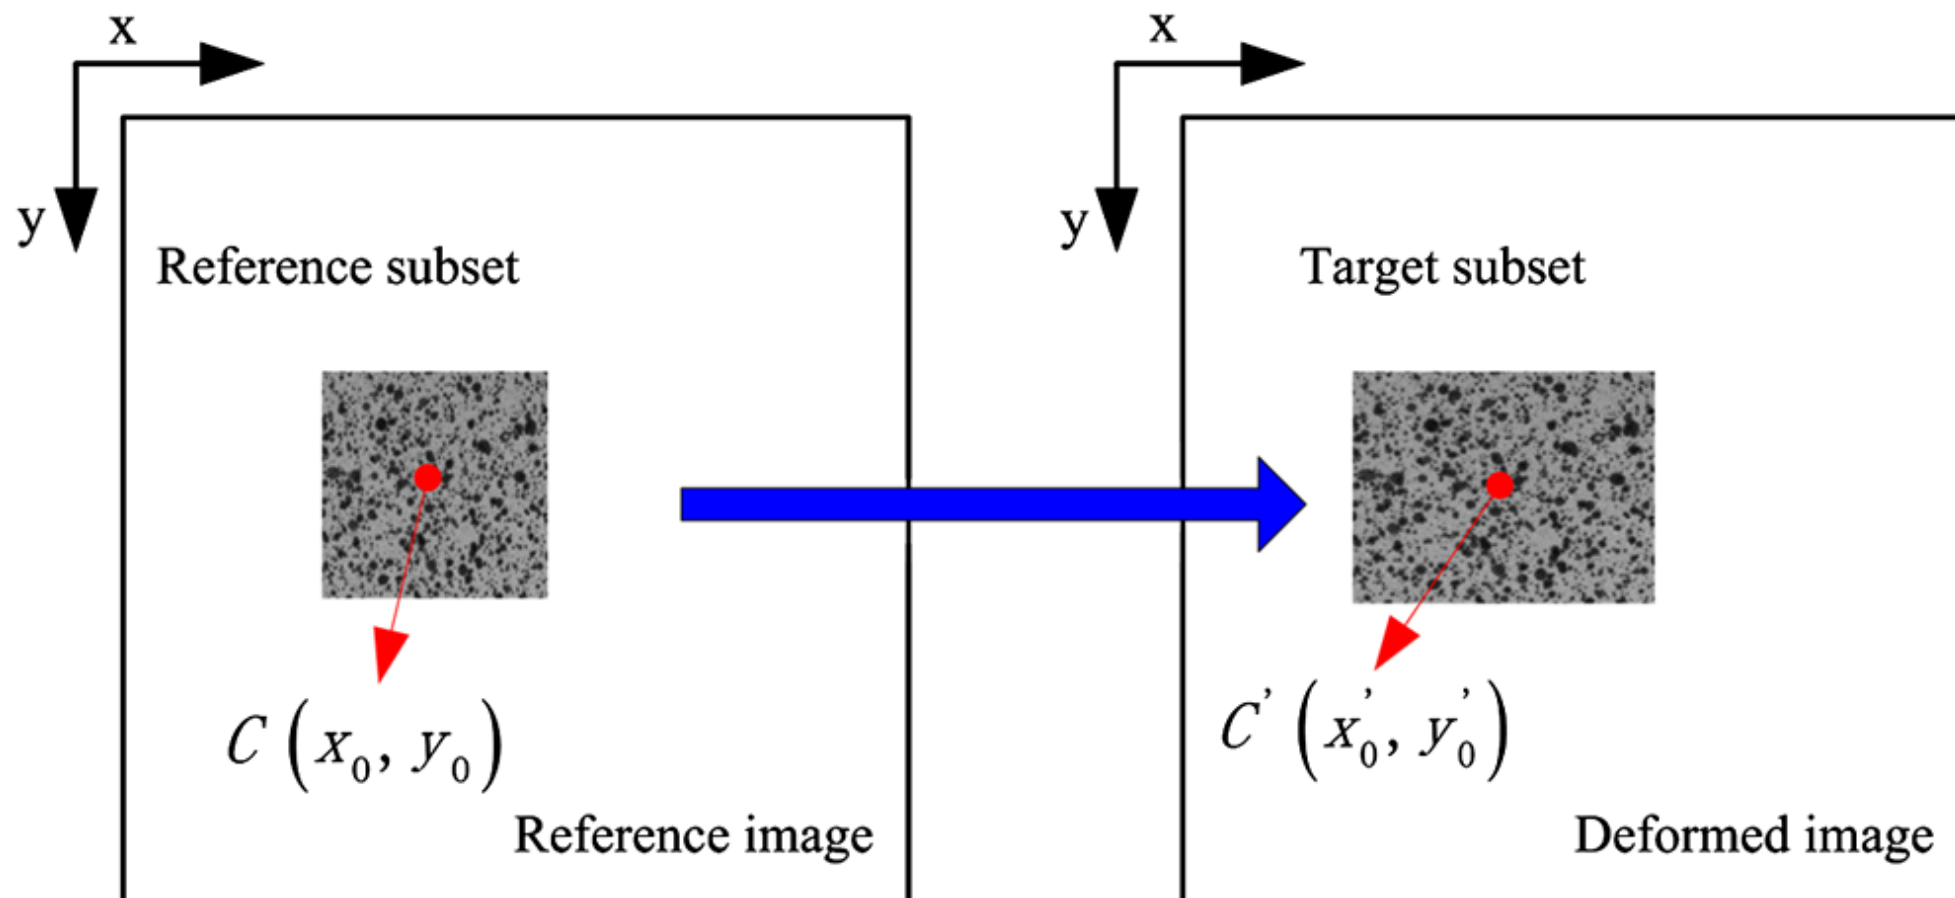 x
y
Reference subset
C (x₀, y₀)
Reference image
x
y
Target subset
C’ (x₀’, y₀’)
Deformed image